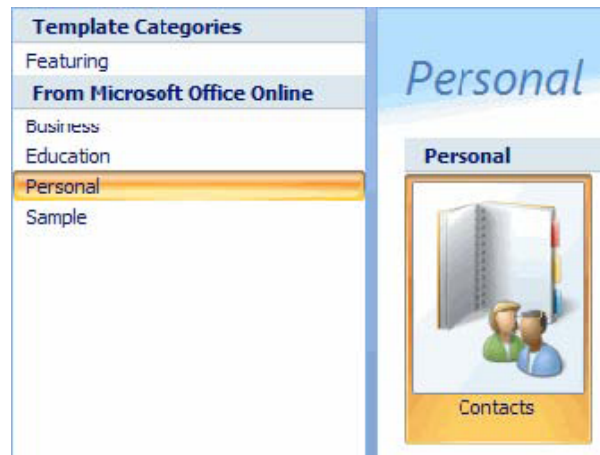 Template Categories
Featuring
From Microsoft Office Online
Business
Education
Personal
Sample
Personal
Personal
Contacts